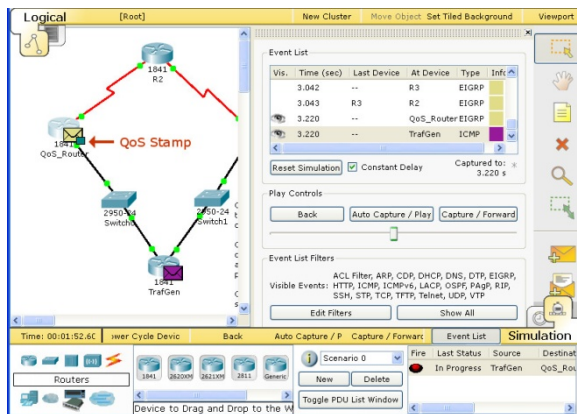 Logical [Root] New Cluster Move Object Set Tiled Background Viewport
1841
R2
QoS Stamp
1841
QoS_Router
2950-24
Switch0
2950-24
Switch1
1841
TrafGen
Event List
Vis. Time (sec) Last Device At Device Type Info
3.042 -- R3 EIGRP
3.043 R3 R2 EIGRP
3.220 -- QoS_Router EIGRP
3.220 -- TrafGen ICMP
Reset Simulation Constant Delay Captured to: *
3.220 s
Play Controls
Back Auto Capture / Play Capture / Forward
Event List Filters
ACL Filter, ARP, CDP, DHCP, DNS, DTP, EIGRP,
Visible Events: HTTP, ICMP, ICMPv6, LACP, OSPF, PAgP, RIP,
SSH, STP, TCP, TFTP, Telnet, UDP, VTP
Edit Filters Show All
Time: 00:01:52.60 wer Cycle Devic Back Auto Capture / P Capture / Forward Event List Simulation
Routers
1841 2620XM 2621XM 2811 Generic
Device to Drag and Drop to the W
Scenario 0
New Delete
Toggle PDU List Window
Fire Last Status Source Destinat
In Progress TrafGen QoS_Rou